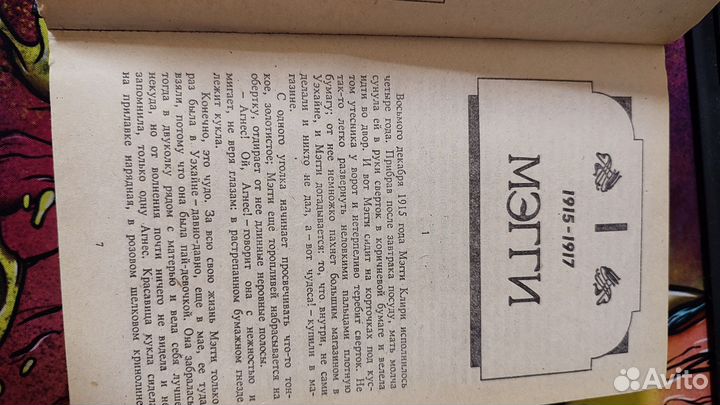 I
1915–1917
МЭГГИ
1
Восьмого декабря 1915 года Мэгги Клири исполнилось
четыре года. Прибрав после завтрака посуду, мать молча
сунула ей в руки сверток в коричневой бумаге и велела
идти во двор. И вот Мэгги сидит на корточках под кус-
том утесника у ворот и нетерпеливо теребит сверток. Не
так-то легко развернуть неловкими пальцами плотную
бумагу; от нее немножко пахнет большим магазином в
Уэхайне, и Мэгги догадывается: то, что внутри, не сами
делали и никто не дал, а – вот чудеса! – купили в ма-
газине.
С одного уголка начинает просвечивать что-то тон-
кое, золотистое; Мэгги еще торопливей набрасывается на
обертку, отдирает от нее длинные неровные полосы.
– Агнес! Ой, Агнес! – говорит она с нежностью и
мигает, не веря глазам: в растрепанном бумажном гнезде
лежит кукла.
Конечно, это чудо. За всю свою жизнь Мэгги только
раз была в Уэхайне – давно-давно, еще в мае, ее туда
взяли, потому что она была пай-девочкой. Она забралась
тогда в двуколку рядом с матерью и вела себя лучше
некуда, но от волнения почти ничего не видела и не
запомнила, только одну Агнес. Красавица кукла сидела
на прилавке нарядная, в розовом шелковом кринолине
7
Avito